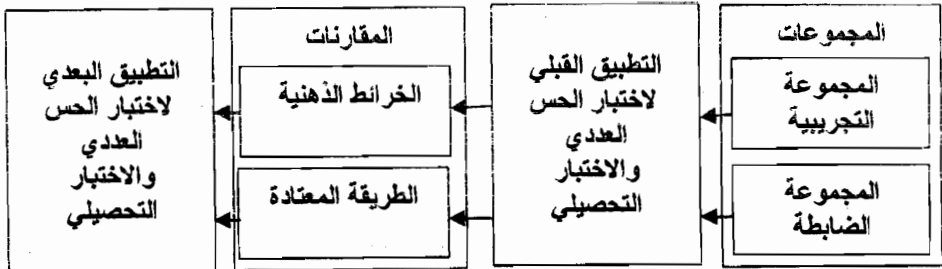 المجموعات
المجموعة
التجريبية
المجموعة
الضابطة
التطبيق القبلي
لاختبار الحس
العددي
والاختبار
التحصيلي
المقارنات
الخرائط الذهنية
الطريقة المعتادة
التطبيق البعدي
لاختبار الحس
العددي
والاختبار
التحصيلي